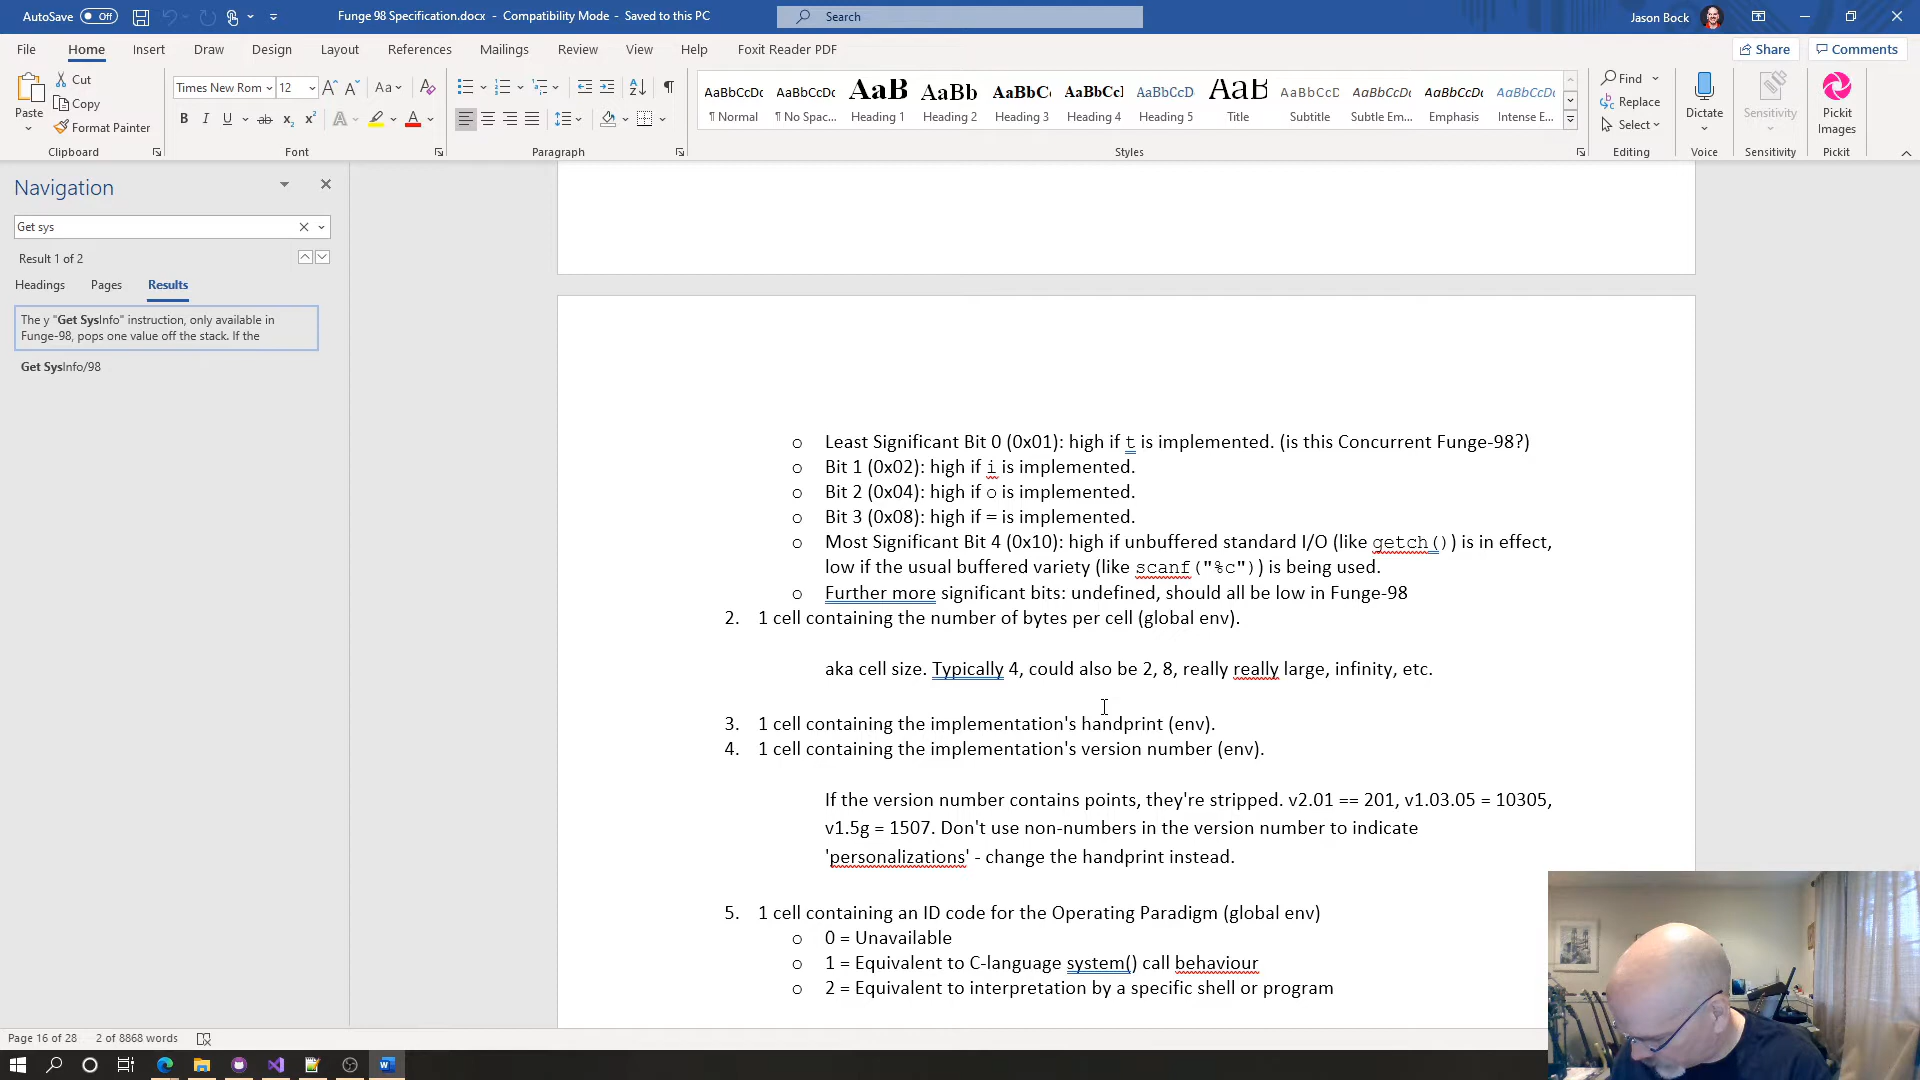 AutoSave Off Funge 98 Specification.docx - Compatibility Mode - Saved to this PC Search Jason Bock
File Home Insert Draw Design Layout References Mailings Review View Help Foxit Reader PDF Share Comments
Paste Cut Copy Format Painter
Times New Rom 12
AaBbCcDc AaBbCcDc AaB AaBb AaBbC AaBbCcI AaBbCcD AaB AaBbCcD AaBbCcDc AaBbCcDc AaBbCcDc
¶ Normal ¶ No Spac... Heading 1 Heading 2 Heading 3 Heading 4 Heading 5 Title Subtitle Subtle Em... Emphasis Intense E...
Find Replace Select
Dictate Sensitivity Pickit Images
Clipboard Font Paragraph Styles Editing Voice Sensitivity Pickit
Navigation
Get sys
Result 1 of 2
Headings Pages Results
The y "Get SysInfo" instruction, only available in
Funge-98, pops one value off the stack. If the
Get SysInfo/98
o Least Significant Bit 0 (0x01): high if t is implemented. (is this Concurrent Funge-98?)
o Bit 1 (0x02): high if i is implemented.
o Bit 2 (0x04): high if o is implemented.
o Bit 3 (0x08): high if = is implemented.
o Most Significant Bit 4 (0x10): high if unbuffered standard I/O (like getch()) is in effect,
low if the usual buffered variety (like scanf("%c")) is being used.
o Further more significant bits: undefined, should all be low in Funge-98
2. 1 cell containing the number of bytes per cell (global env).
aka cell size. Typically 4, could also be 2, 8, really really large, infinity, etc.
3. 1 cell containing the implementation's handprint (env).
4. 1 cell containing the implementation's version number (env).
If the version number contains points, they're stripped. v2.01 == 201, v1.03.05 = 10305,
v1.5g = 1507. Don't use non-numbers in the version number to indicate
'personalizations' - change the handprint instead.
5. 1 cell containing an ID code for the Operating Paradigm (global env)
o 0 = Unavailable
o 1 = Equivalent to C-language system() call behaviour
o 2 = Equivalent to interpretation by a specific shell or program
Page 16 of 28 2 of 8868 words